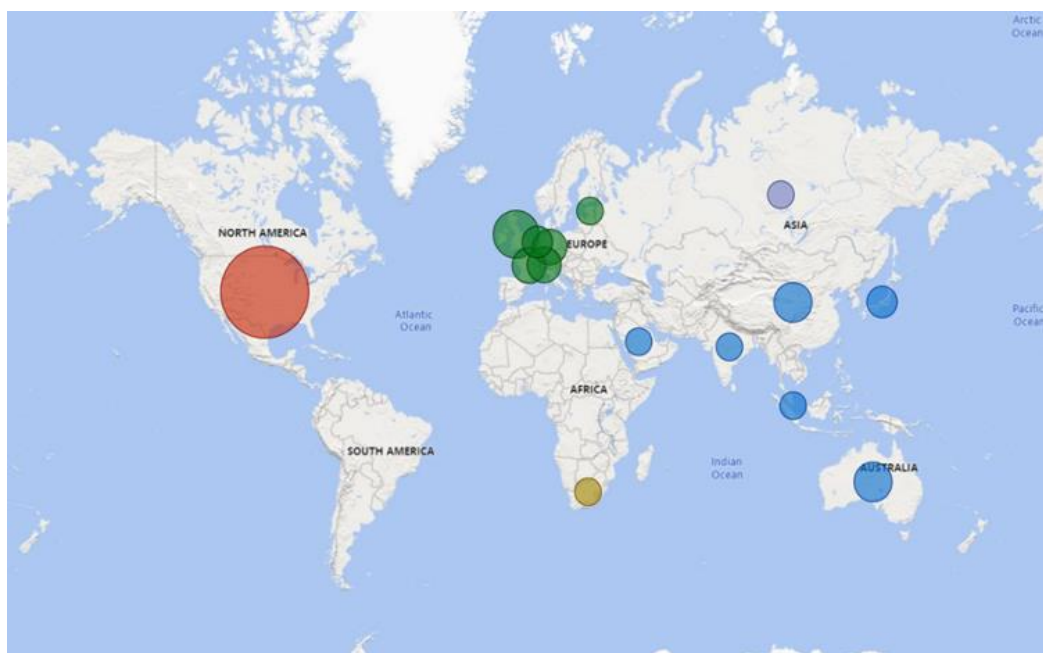 Arctic
Ocean
NORTH AMERICA
ASIA
EUROPE
Atlantic
Ocean
Pacific
Ocean
AFRICA
SOUTH AMERICA
Indian
Ocean
AUSTRALIA